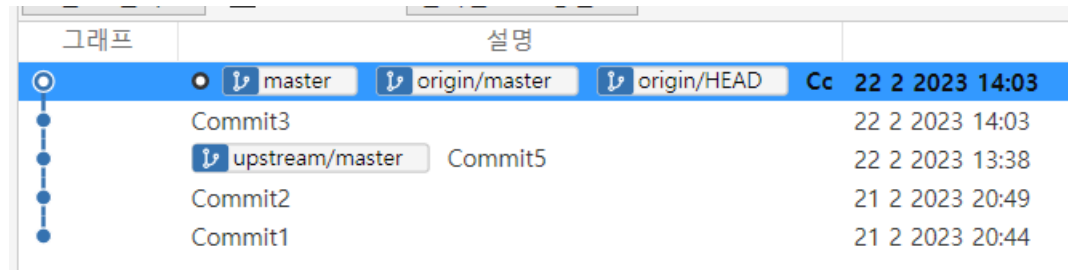 그래프 설명
master origin/master origin/HEAD Cc 22 2 2023 14:03
Commit3 22 2 2023 14:03
upstream/master Commit5 22 2 2023 13:38
Commit2 21 2 2023 20:49
Commit1 21 2 2023 20:44